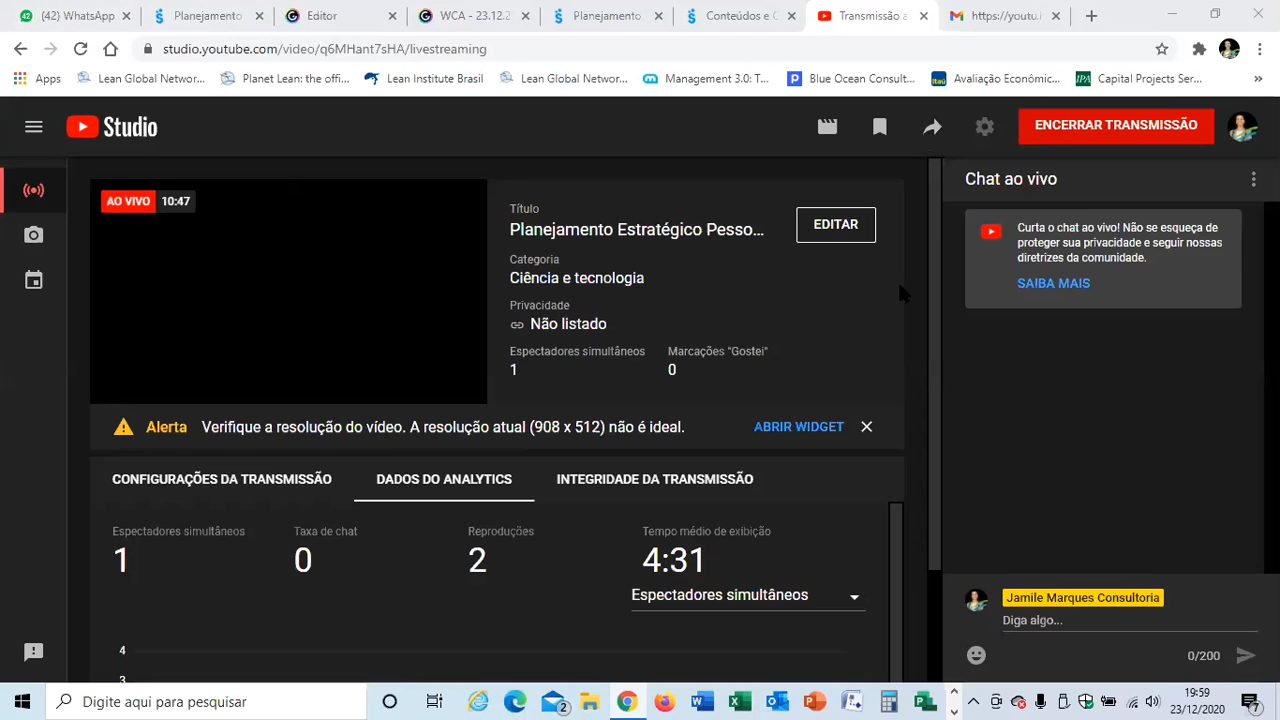 (42) WhatsApp
Planejamento
Editor
WCA - 23.12.2
Planejamento
Conteúdos e C
Transmissão a
https://youtu.
studio.youtube.com/video/q6MHant7sHA/livestreaming
Apps
Lean Global Networ...
Planet Lean: the offi...
Lean Institute Brasil
Lean Global Networ...
Management 3.0: T...
Blue Ocean Consult...
Itaú
Avaliação Econômic...
IPA
Capital Projects Ser...
»
Studio
ENCERRAR TRANSMISSÃO
AO VIVO 10:47
Título
Planejamento Estratégico Pesso...
EDITAR
Categoria
Ciência e tecnologia
Privacidade
Não listado
Espectadores simultâneos
Marcações "Gostei"
1
0
Alerta Verifique a resolução do vídeo. A resolução atual (908 x 512) não é ideal.
ABRIR WIDGET
CONFIGURAÇÕES DA TRANSMISSÃO
DADOS DO ANALYTICS
INTEGRIDADE DA TRANSMISSÃO
Espectadores simultâneos
Taxa de chat
Reproduções
Tempo médio de exibição
1
0
2
4:31
Espectadores simultâneos
4
3
Chat ao vivo
Curta o chat ao vivo! Não se esqueça de
proteger sua privacidade e seguir nossas
diretrizes da comunidade.
SAIBA MAIS
Jamile Marques Consultoria
Diga algo...
0/200
Digite aqui para pesquisar
2
19:59
23/12/2020
7